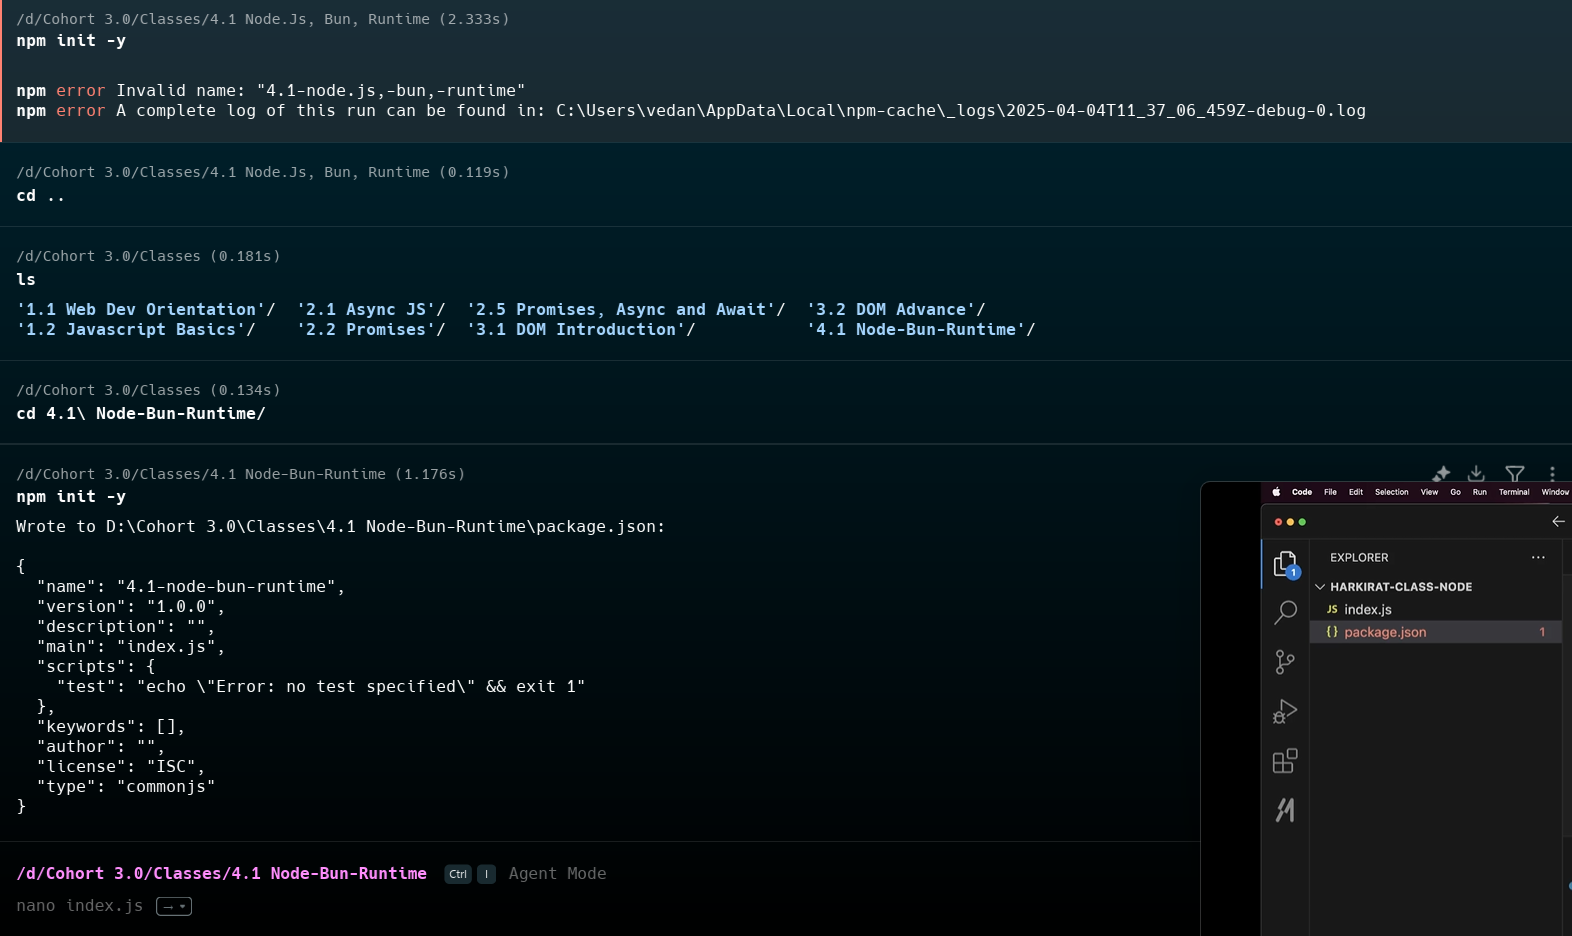 /d/Cohort 3.0/Classes/4.1 Node.Js, Bun, Runtime (2.333s)
npm init -y
npm error Invalid name: "4.1-node.js,-bun,-runtime"
npm error A complete log of this run can be found in: C:\Users\vedan\AppData\Local\npm-cache\_logs\2025-04-04T11_37_06_459Z-debug-0.log
/d/Cohort 3.0/Classes/4.1 Node.Js, Bun, Runtime (0.119s)
cd ..
/d/Cohort 3.0/Classes (0.181s)
ls
'1.1 Web Dev Orientation'/  '2.1 Async JS'/  '2.5 Promises, Async and Await'/  '3.2 DOM Advance'/
'1.2 Javascript Basics'/    '2.2 Promises'/  '3.1 DOM Introduction'/           '4.1 Node-Bun-Runtime'/
/d/Cohort 3.0/Classes (0.134s)
cd 4.1\ Node-Bun-Runtime/
/d/Cohort 3.0/Classes/4.1 Node-Bun-Runtime (1.176s)
npm init -y
Wrote to D:\Cohort 3.0\Classes\4.1 Node-Bun-Runtime\package.json:
{
  "name": "4.1-node-bun-runtime",
  "version": "1.0.0",
  "description": "",
  "main": "index.js",
  "scripts": {
    "test": "echo \"Error: no test specified\" && exit 1"
  },
  "keywords": [],
  "author": "",
  "license": "ISC",
  "type": "commonjs"
}
/d/Cohort 3.0/Classes/4.1 Node-Bun-Runtime Ctrl I Agent Mode
nano index.js
Code File Edit Selection View Go Run Terminal Window
EXPLORER
1
HARKIRAT-CLASS-NODE
JS index.js
{} package.json 1